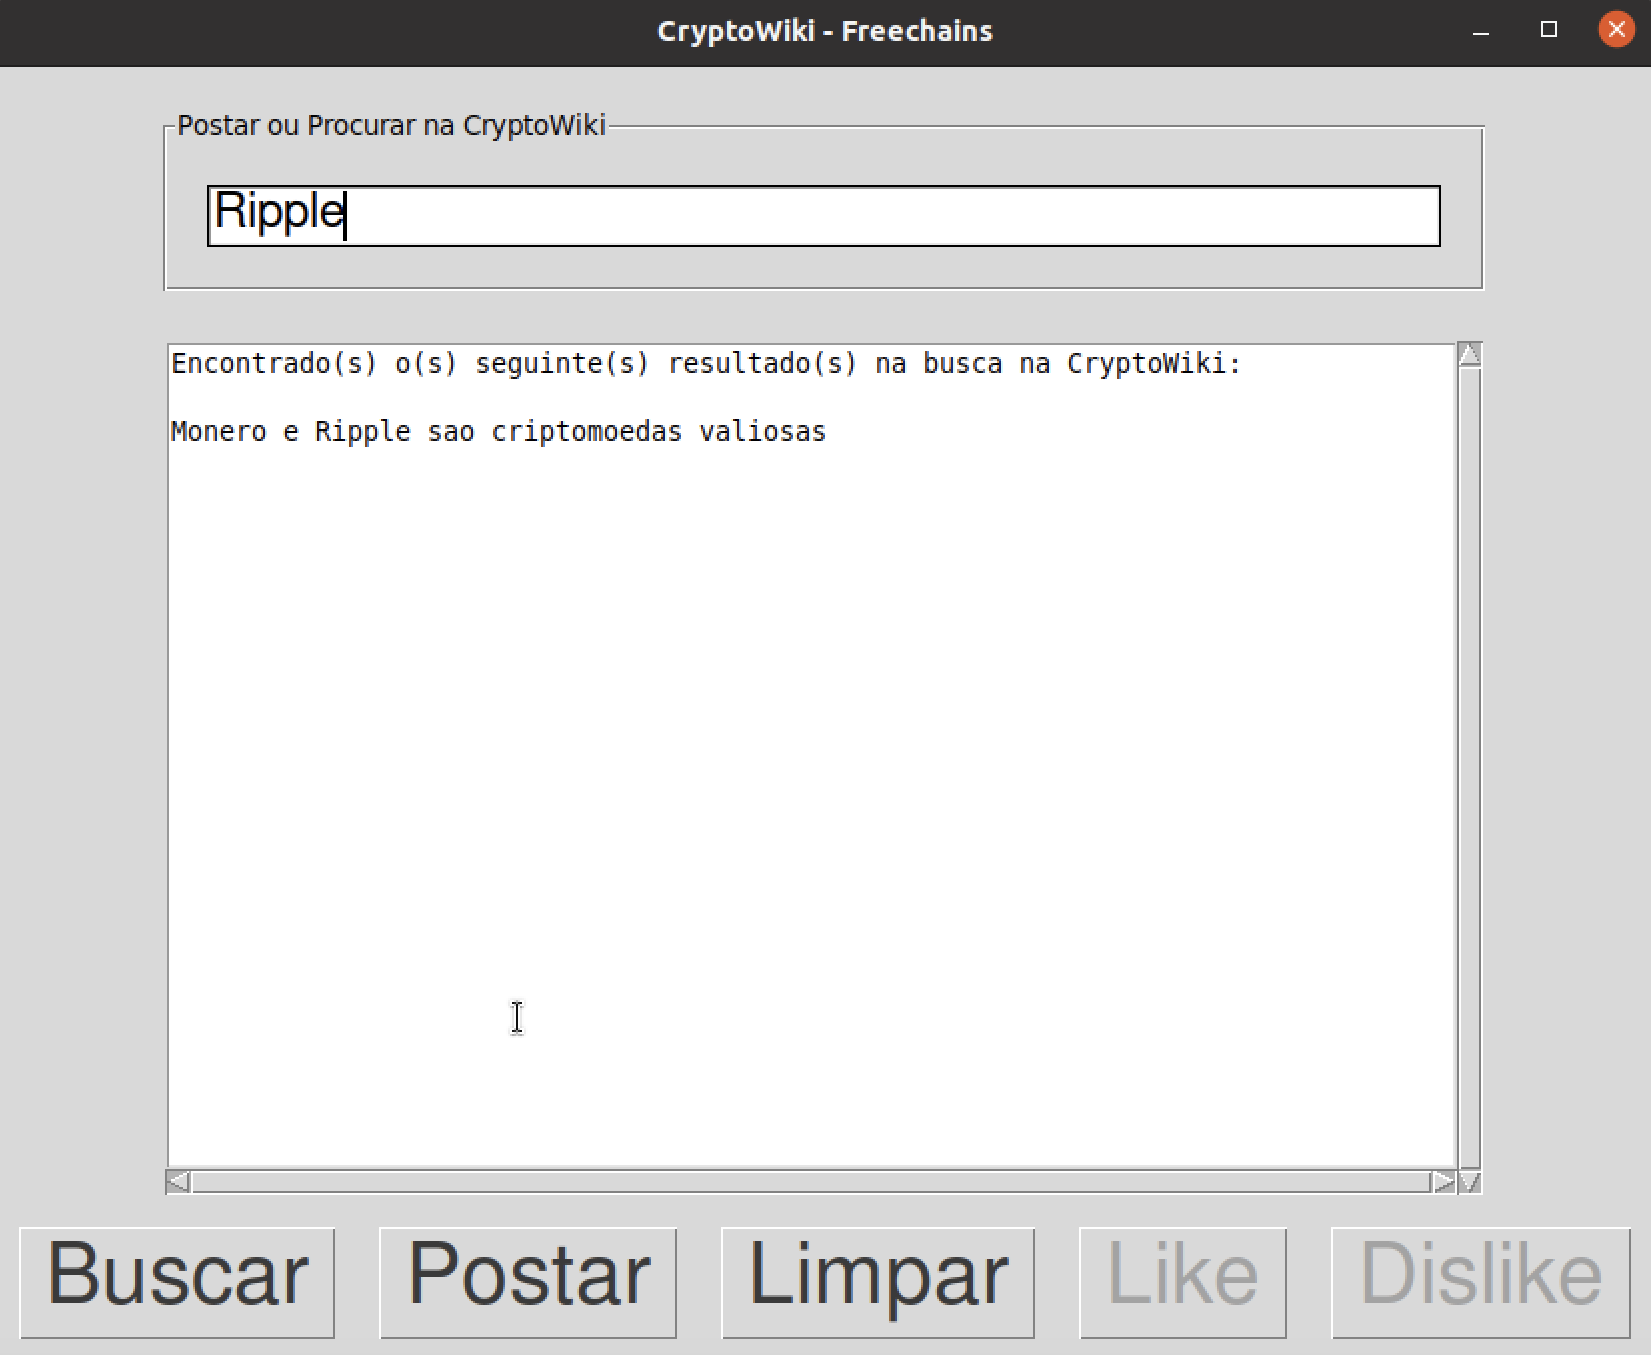 CryptoWiki - Freechains
Postar ou Procurar na CryptoWiki
Ripple
Encontrado(s) o(s) seguinte(s) resultado(s) na busca na CryptoWiki:
Monero e Ripple sao criptomoedas valiosas
Buscar Postar Limpar Like Dislike